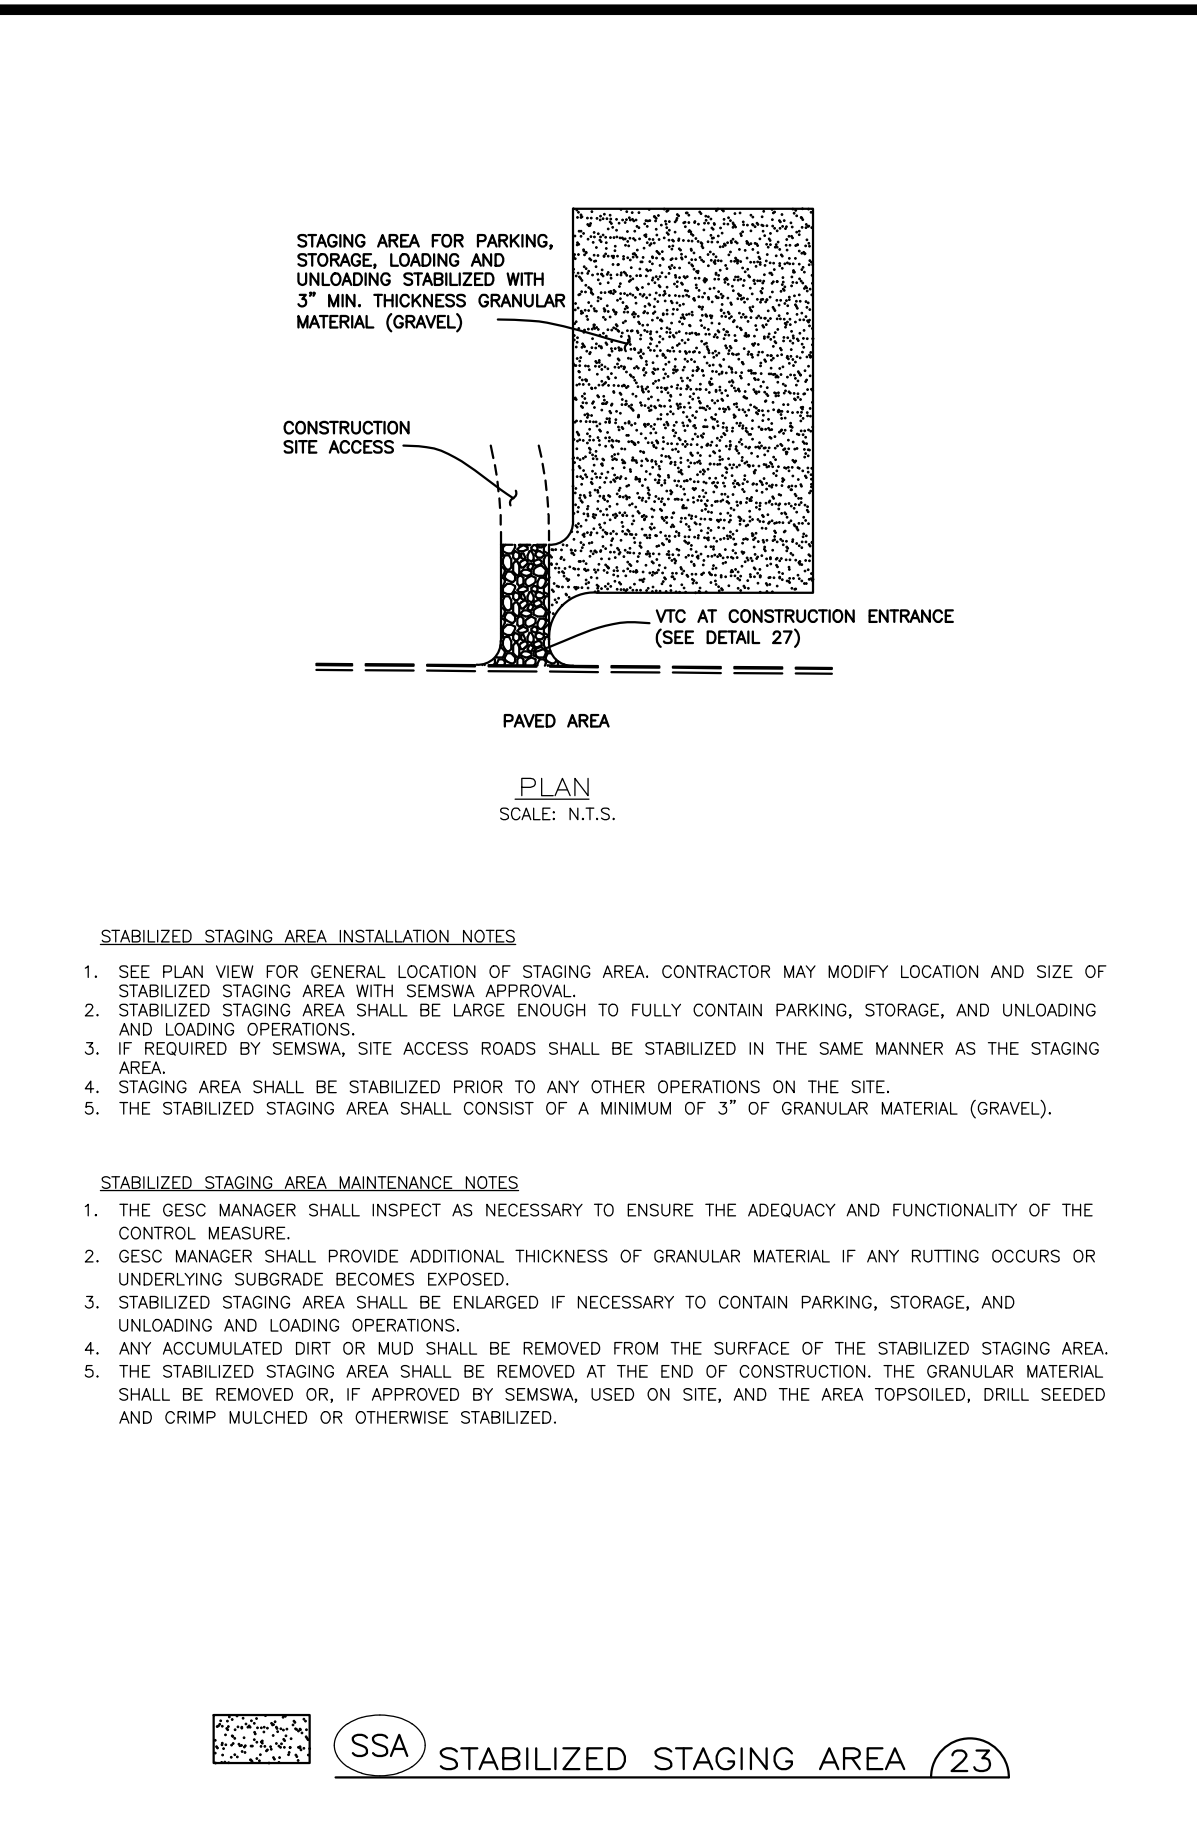 STAGING AREA FOR PARKING,
STORAGE, LOADING AND
UNLOADING STABILIZED WITH
3" MIN. THICKNESS GRANULAR
MATERIAL (GRAVEL)
CONSTRUCTION
SITE ACCESS
VTC AT CONSTRUCTION ENTRANCE
(SEE DETAIL 27)
PAVED AREA
PLAN
SCALE: N.T.S.
STABILIZED STAGING AREA INSTALLATION NOTES
1. SEE PLAN VIEW FOR GENERAL LOCATION OF STAGING AREA. CONTRACTOR MAY MODIFY LOCATION AND SIZE OF
STABILIZED STAGING AREA WITH SEMSWA APPROVAL.
2. STABILIZED STAGING AREA SHALL BE LARGE ENOUGH TO FULLY CONTAIN PARKING, STORAGE, AND UNLOADING
AND LOADING OPERATIONS.
3. IF REQUIRED BY SEMSWA, SITE ACCESS ROADS SHALL BE STABILIZED IN THE SAME MANNER AS THE STAGING
AREA.
4. STAGING AREA SHALL BE STABILIZED PRIOR TO ANY OTHER OPERATIONS ON THE SITE.
5. THE STABILIZED STAGING AREA SHALL CONSIST OF A MINIMUM OF 3" OF GRANULAR MATERIAL (GRAVEL).
STABILIZED STAGING AREA MAINTENANCE NOTES
1. THE GESC MANAGER SHALL INSPECT AS NECESSARY TO ENSURE THE ADEQUACY AND FUNCTIONALITY OF THE
CONTROL MEASURE.
2. GESC MANAGER SHALL PROVIDE ADDITIONAL THICKNESS OF GRANULAR MATERIAL IF ANY RUTTING OCCURS OR
UNDERLYING SUBGRADE BECOMES EXPOSED.
3. STABILIZED STAGING AREA SHALL BE ENLARGED IF NECESSARY TO CONTAIN PARKING, STORAGE, AND
UNLOADING AND LOADING OPERATIONS.
4. ANY ACCUMULATED DIRT OR MUD SHALL BE REMOVED FROM THE SURFACE OF THE STABILIZED STAGING AREA.
5. THE STABILIZED STAGING AREA SHALL BE REMOVED AT THE END OF CONSTRUCTION. THE GRANULAR MATERIAL
SHALL BE REMOVED OR, IF APPROVED BY SEMSWA, USED ON SITE, AND THE AREA TOPSOILED, DRILL SEEDED
AND CRIMP MULCHED OR OTHERWISE STABILIZED.
SSA STABILIZED STAGING AREA 23